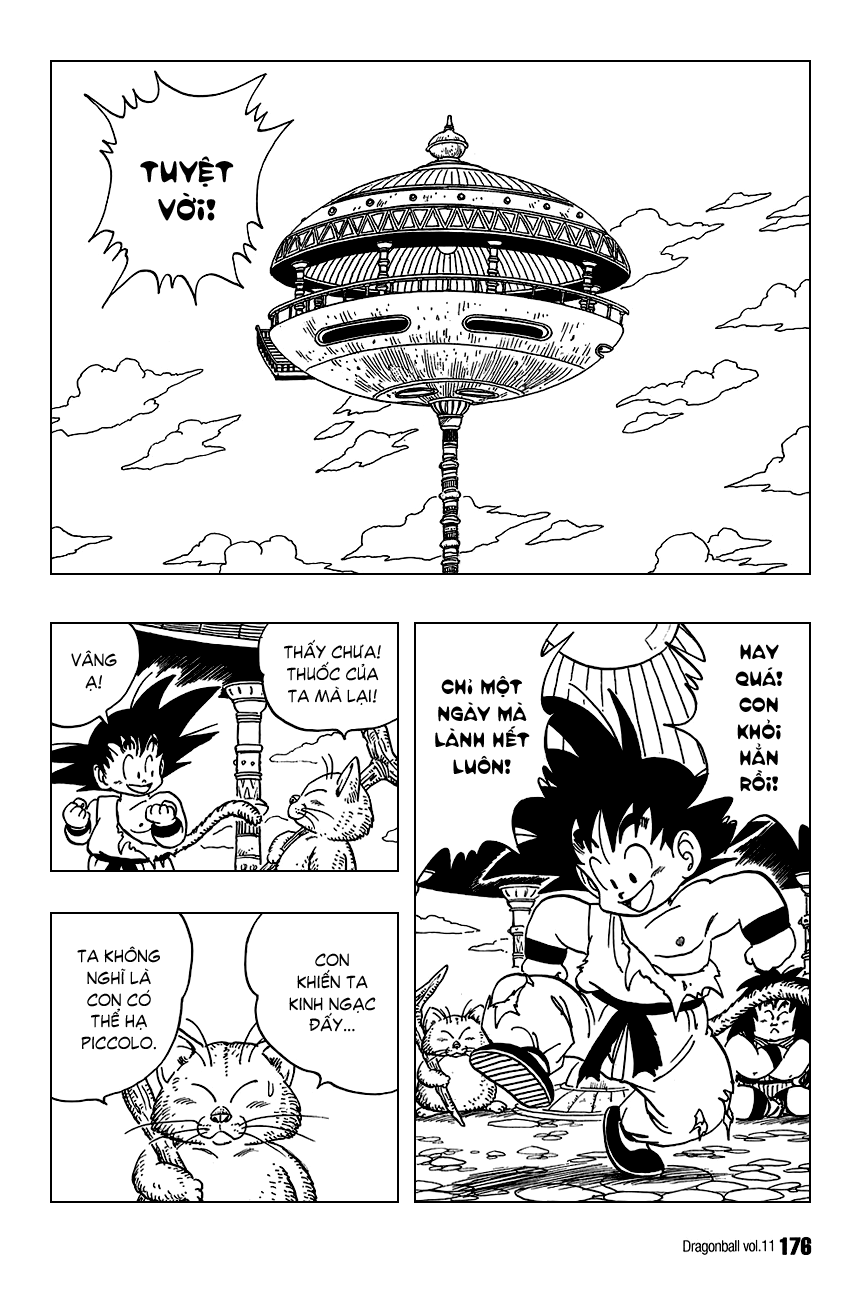 TUYỆT
VỜI!
HAY
QUÁ!
CON
KHỎI
HẲN
RỒI!
CHỈ MỘT
NGÀY MÀ
LÀNH HẾT
LUÔN!
THẤY CHƯA!
THUỐC CỦA
TA MÀ LẠI!
VÂNG
Ạ!
CON
KHIẾN TA
KINH NGẠC
ĐẤY...
TA KHÔNG
NGHĨ LÀ
CON CÓ
THỂ HẠ
PICCOLO.
Dragonball vol.11 176